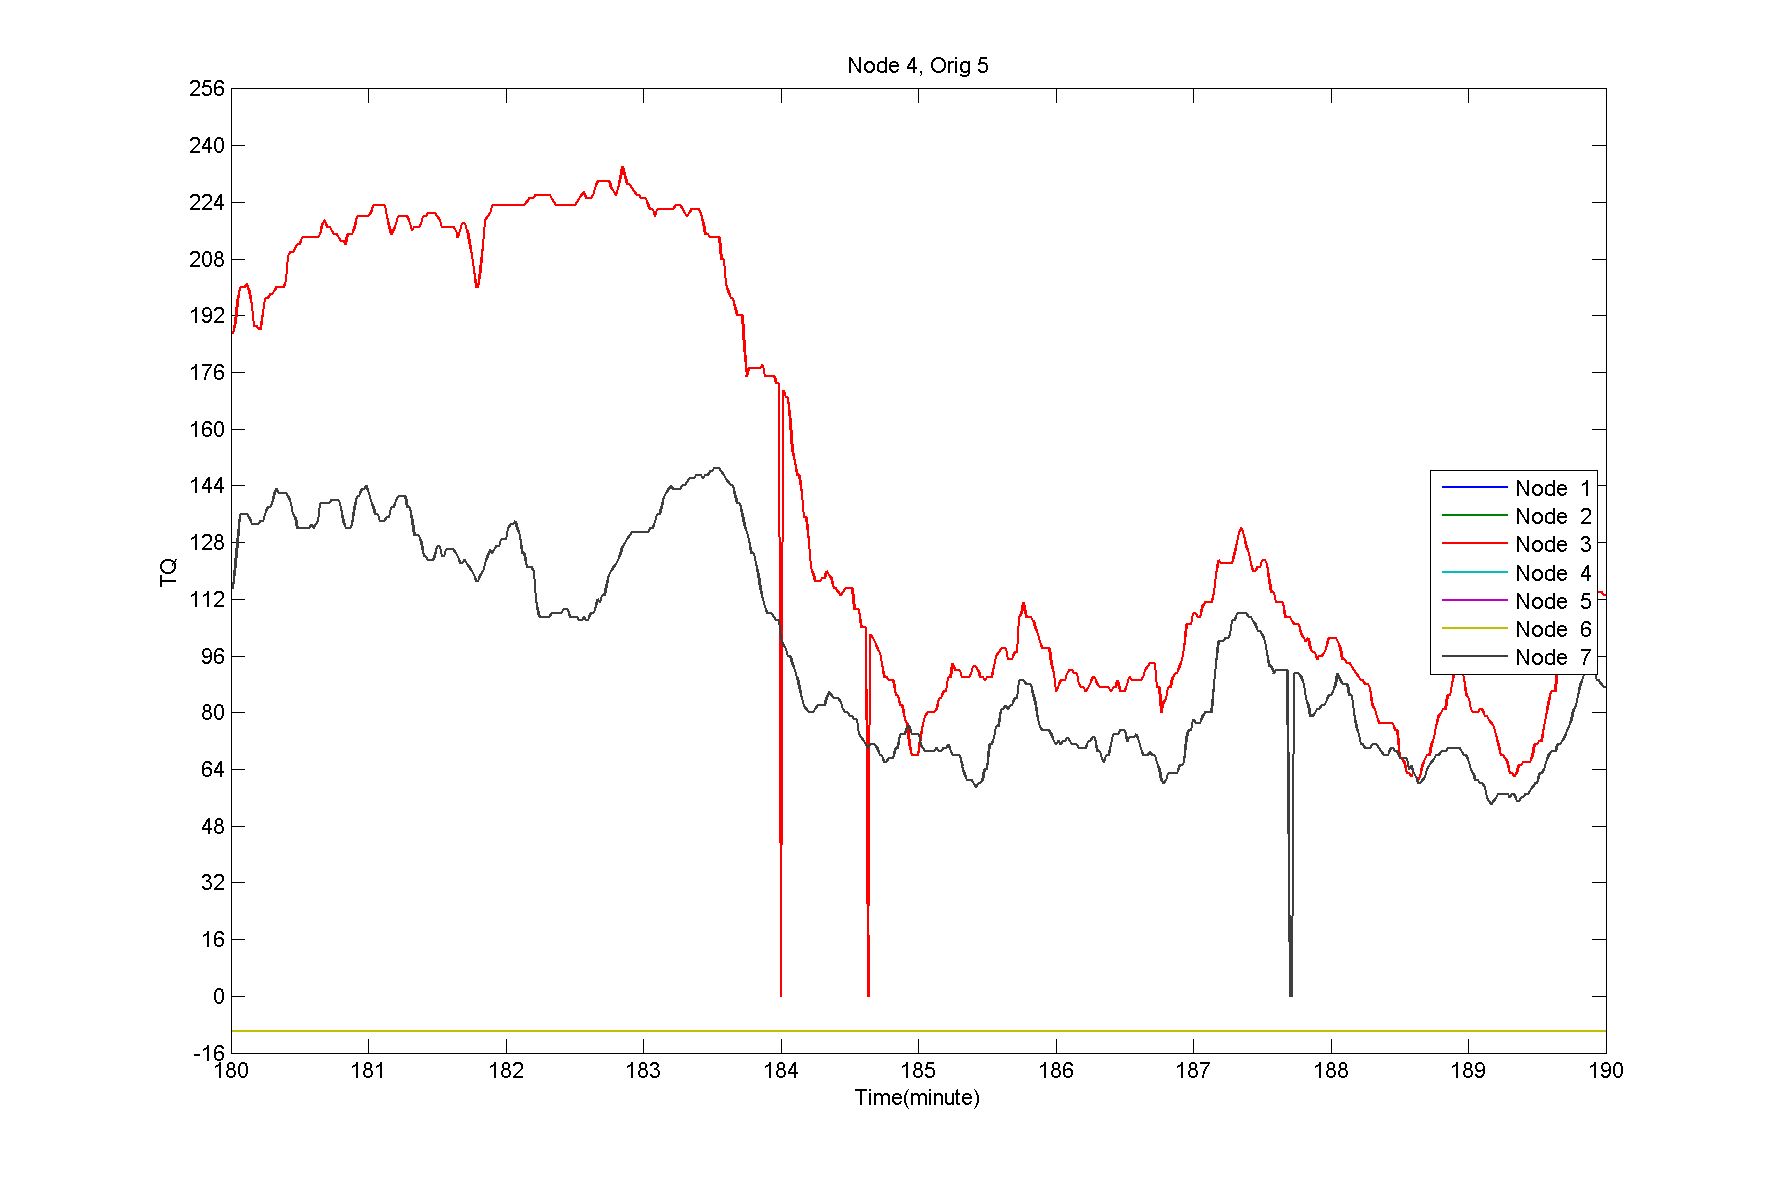 Node 4, Orig 5
256
240
224
208
192
176
160
144
128
112
96
80
64
48
32
16
0
-16
TQ
Node 1
Node 2
Node 3
Node 4
Node 5
Node 6
Node 7
180 181 182 183 184 185 186 187 188 189 190
Time(minute)